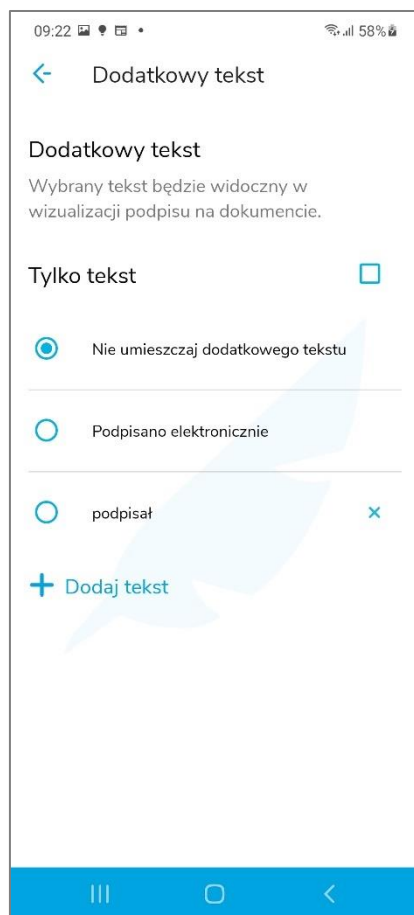 09:22 58%
Dodatkowy tekst
Dodatkowy tekst
Wybrany tekst będzie widoczny w
wizualizacji podpisu na dokumencie.
Tylko tekst
Nie umieszczaj dodatkowego tekstu
Podpisano elektronicznie
podpisał
Dodaj tekst